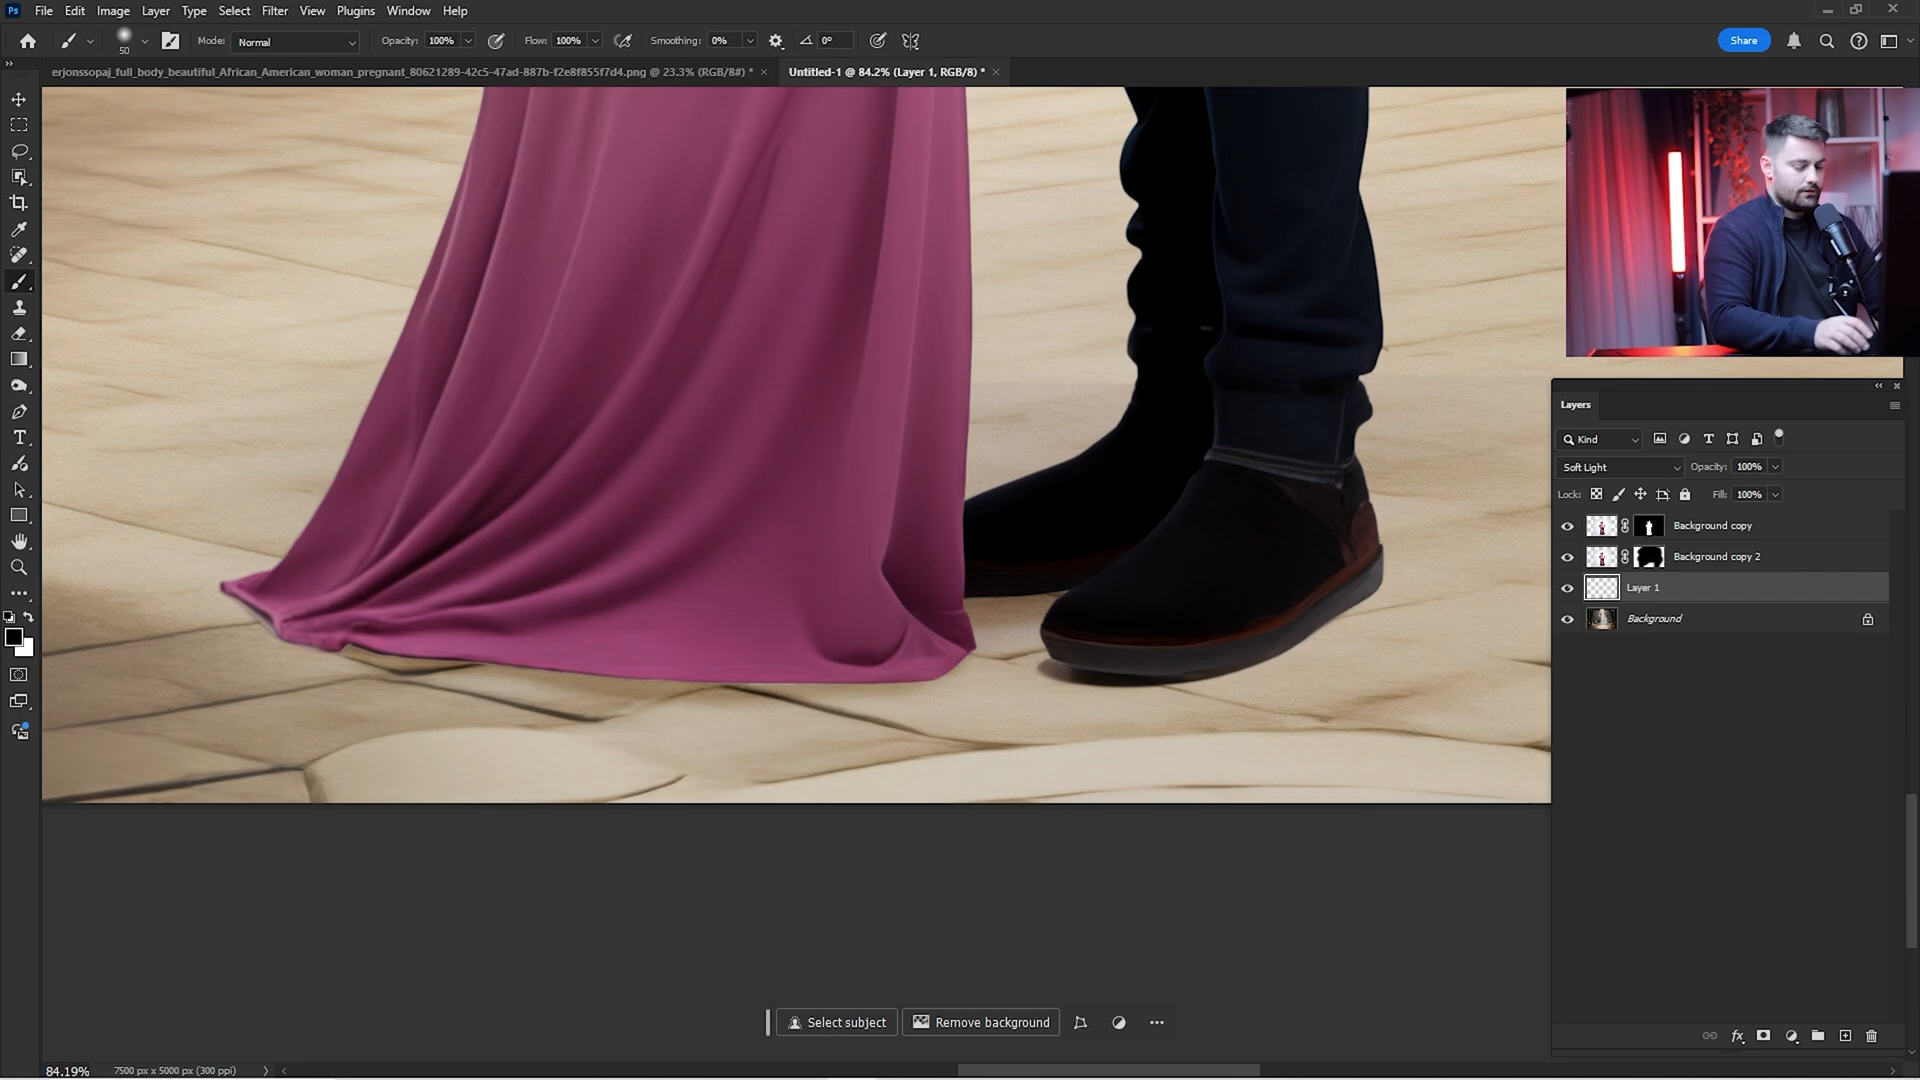 Ps File Edit Image Layer Type Select Filter View Plugins Window Help
50 Mode: Normal Opacity: 100% Flow: 100% Smoothing: 0% 0° Share
erjonssopaj_full_body_beautiful_African_American_woman_pregnant_80621289-42c5-47ad-887b-f2e8f855f7d4.png @ 23.3% (RGB/8#) * × Untitled-1 @ 84.2% (Layer 1, RGB/8) * ×
Layers
Kind
Soft Light Opacity: 100%
Lock: Fill: 100%
Background copy
Background copy 2
Layer 1
Background
Select subject Remove background
84.19% 7500 px x 5000 px (300 ppi)